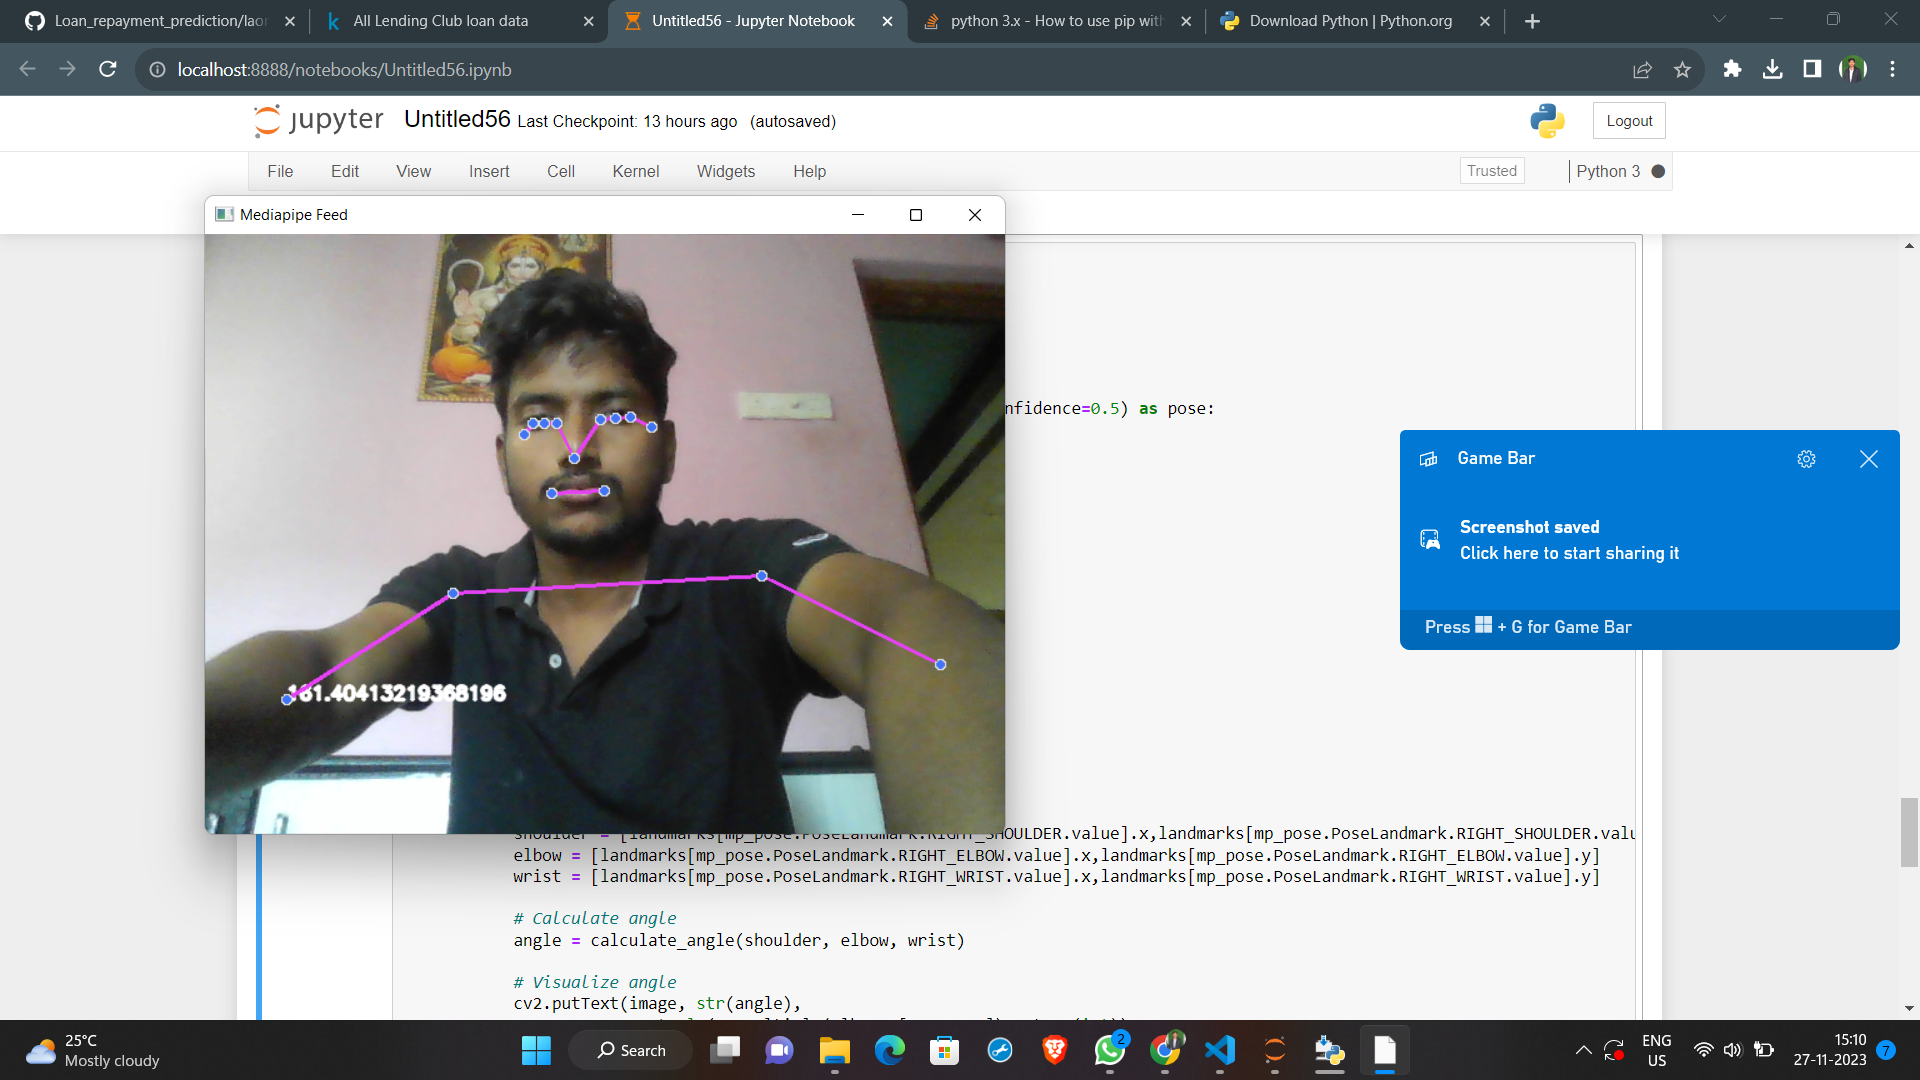 Loan_repayment_prediction/laon
All Lending Club loan data
Untitled56 - Jupyter Notebook
python 3.x - How to use pip with
Download Python | Python.org
localhost:8888/notebooks/Untitled56.ipynb
jupyter
Untitled56 Last Checkpoint: 13 hours ago (autosaved)
Logout
File Edit View Insert Cell Kernel Widgets Help
Trusted
Python 3
Mediapipe Feed
161.40413219368196
nfidence=0.5) as pose:
Game Bar
Screenshot saved
Click here to start sharing it
Press + G for Game Bar
shoulder = [landmarks[mp_pose.PoseLandmark.RIGHT_SHOULDER.value].x,landmarks[mp_pose.PoseLandmark.RIGHT_SHOULDER.valu
elbow = [landmarks[mp_pose.PoseLandmark.RIGHT_ELBOW.value].x,landmarks[mp_pose.PoseLandmark.RIGHT_ELBOW.value].y]
wrist = [landmarks[mp_pose.PoseLandmark.RIGHT_WRIST.value].x,landmarks[mp_pose.PoseLandmark.RIGHT_WRIST.value].y]
# Calculate angle
angle = calculate_angle(shoulder, elbow, wrist)
# Visualize angle
cv2.putText(image, str(angle),
25°C
Mostly cloudy
Search
2
ENG
US
15:10
27-11-2023
7